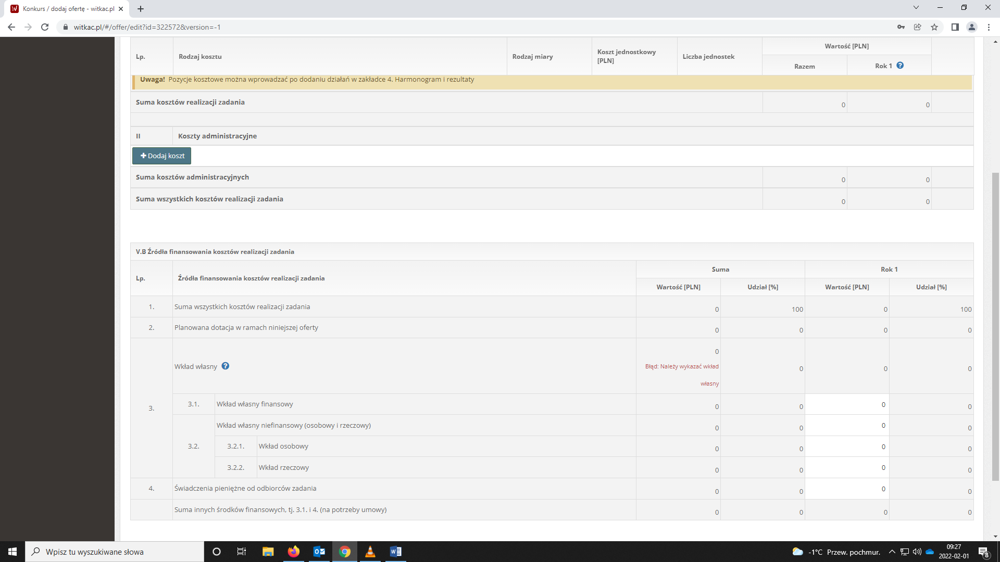 Konkurs / dodaj ofertę - witkac.pl
witkac.pl/#/offer/edit?id=322572&version=-1
Lp.
Rodzaj kosztu
Rodzaj miary
Koszt jednostkowy
[PLN]
Liczba jednostek
Wartość [PLN]
Razem
Rok 1
Uwaga! Pozycje kosztowe można wprowadzać po dodaniu działań w zakładce 4. Harmonogram i rezultaty
Suma kosztów realizacji zadania 0 0
II Koszty administracyjne
Dodaj koszt
Suma kosztów administracyjnych 0 0
Suma wszystkich kosztów realizacji zadania 0 0
V.B Źródła finansowania kosztów realizacji zadania
Lp. Źródła finansowania kosztów realizacji zadania
Suma Rok 1
Wartość [PLN] Udział [%] Wartość [PLN] Udział [%]
1. Suma wszystkich kosztów realizacji zadania 0 100 0 100
2. Planowana dotacja w ramach niniejszej oferty 0 0 0 0
3.
Wkład własny 0 0 0 0
Błąd: Należy wykazać wkład
własny
3.1. Wkład własny finansowy 0 0 0 0
3.2.
Wkład własny niefinansowy (osobowy i rzeczowy) 0 0 0 0
3.2.1. Wkład osobowy 0 0 0 0
3.2.2. Wkład rzeczowy 0 0 0 0
4. Świadczenia pieniężne od odbiorców zadania 0 0 0 0
Suma innych środków finansowych, tj. 3.1. i 4. (na potrzeby umowy) 0 0 0 0
Wpisz tu wyszukiwane słowa
-1°C Przew. pochmur.
09:27
2022-02-01
8